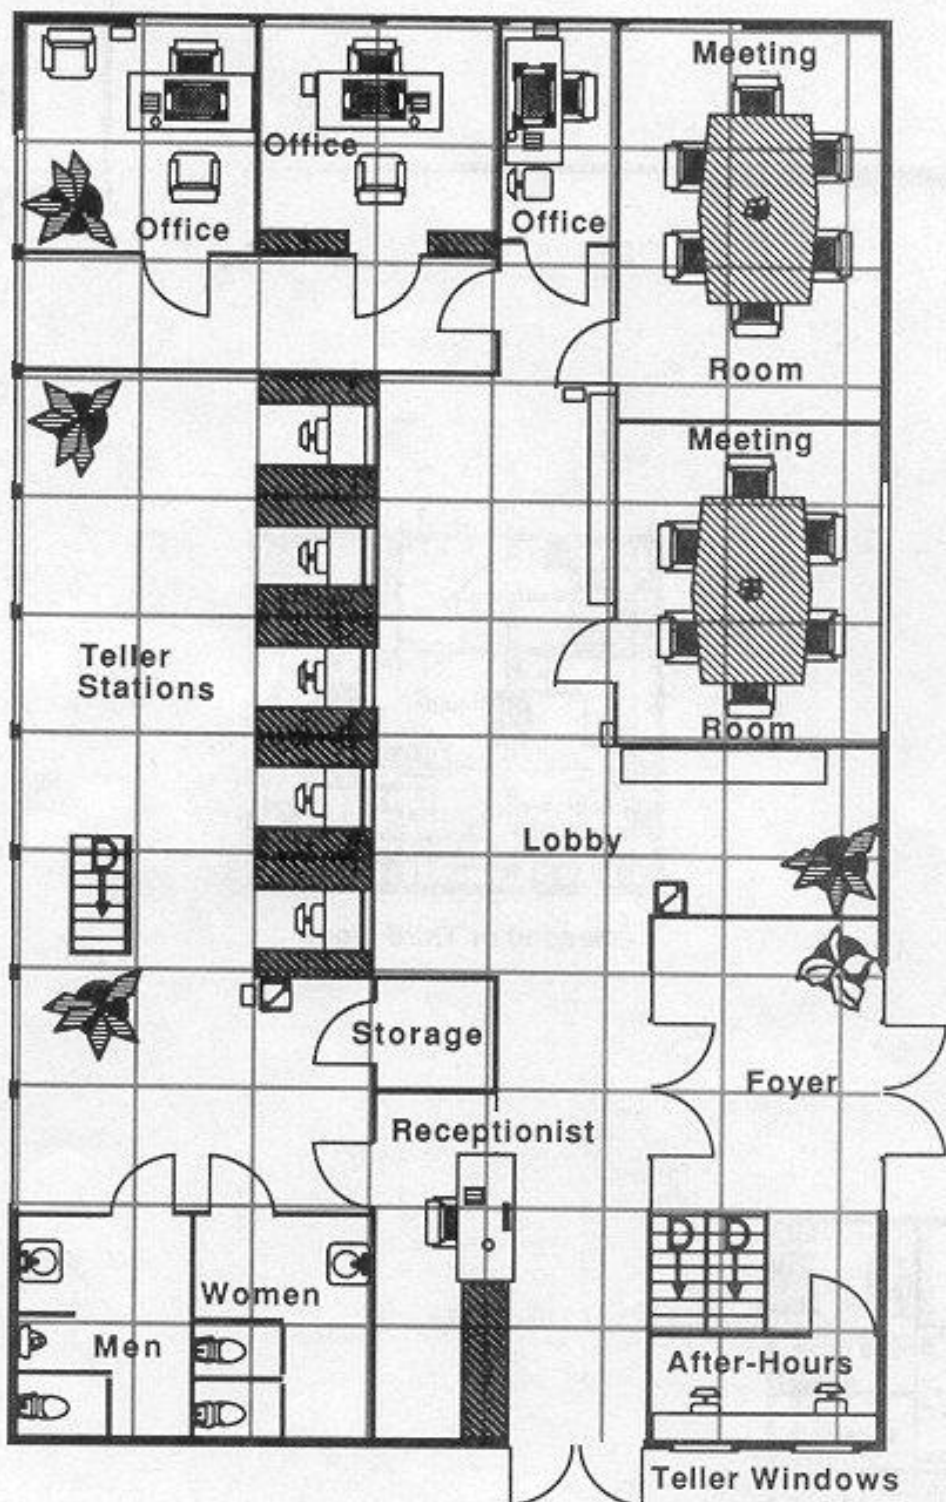 Meeting
Office
Office
Office
Room
Meeting
Teller
Stations
Room
Lobby
D
Storage
Foyer
Receptionist
D D
Women
Men
After-Hours
Teller Windows